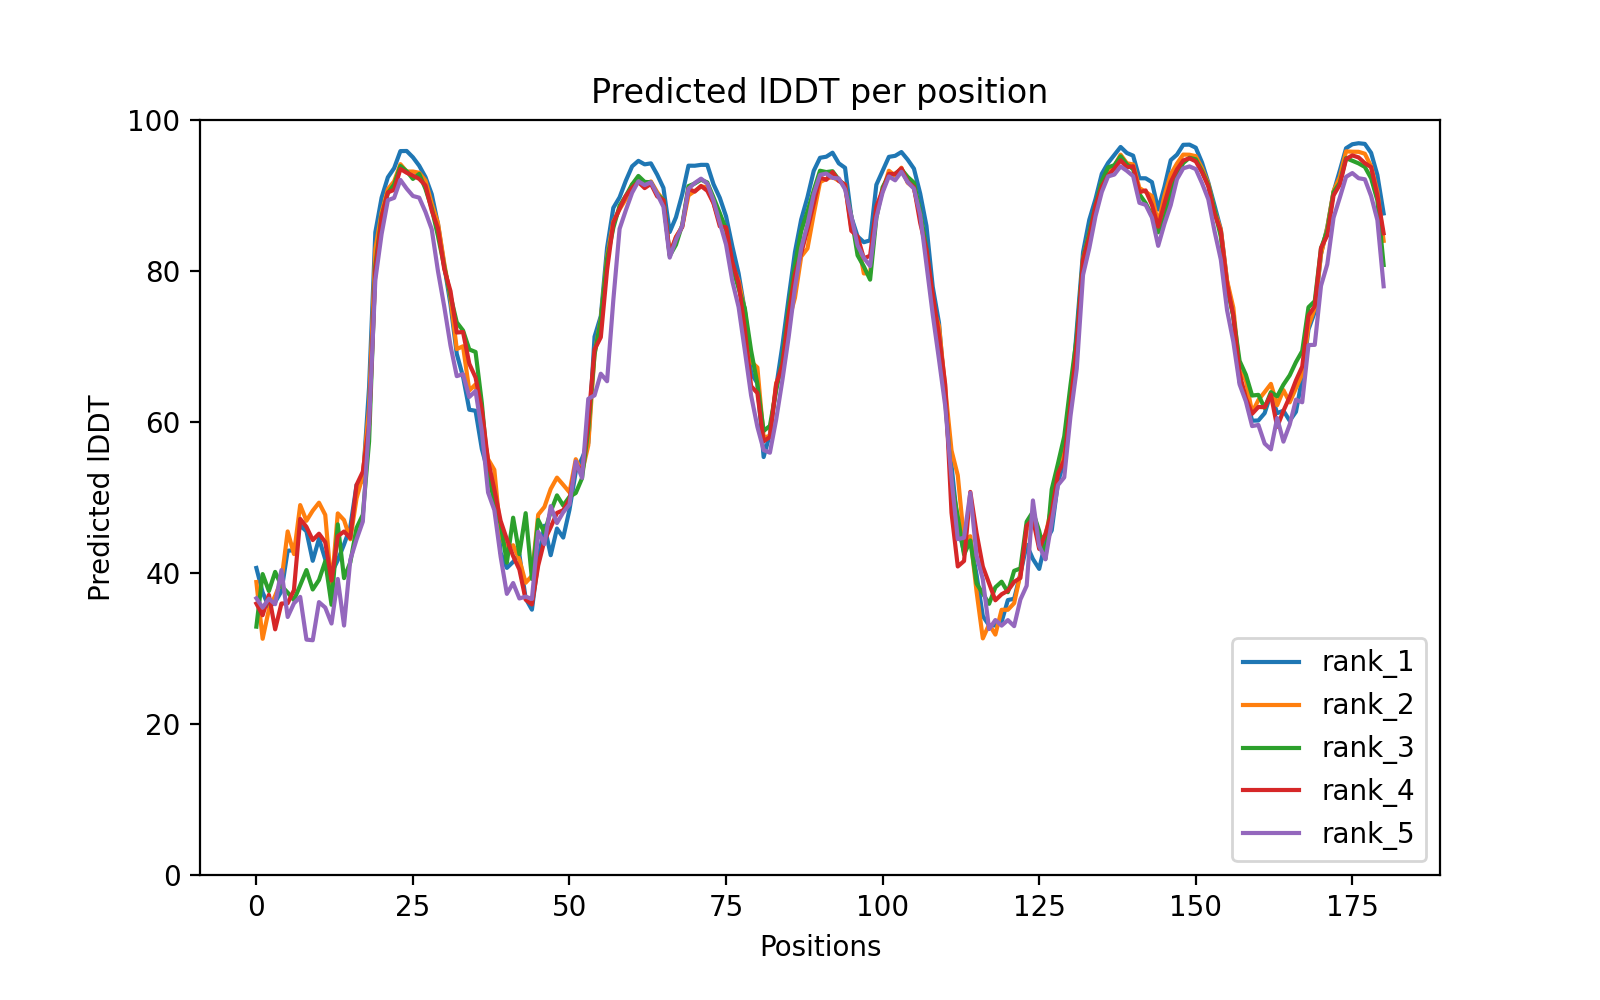 Predicted lDDT per position
100
80
60
40
20
0
Predicted lDDT
0 25 50 75 100 125 150 175
Positions
rank_1
rank_2
rank_3
rank_4
rank_5